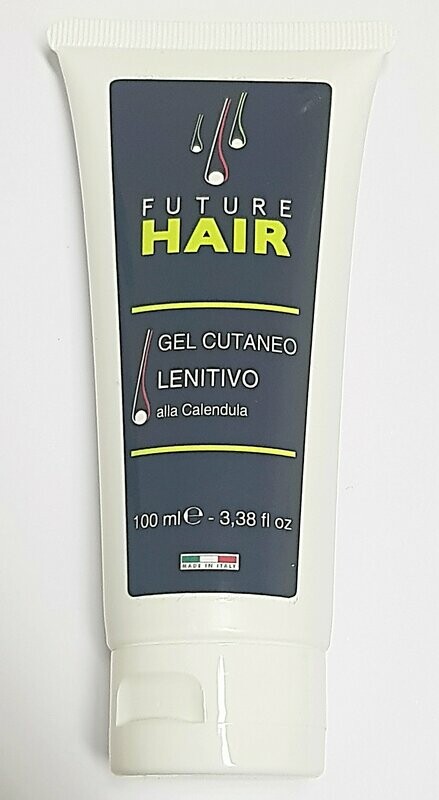 FUTURE
HAIR
GEL CUTANEO
LENITIVO
alla Calendula
100 ml e - 3,38 fl oz
MADE IN ITALY